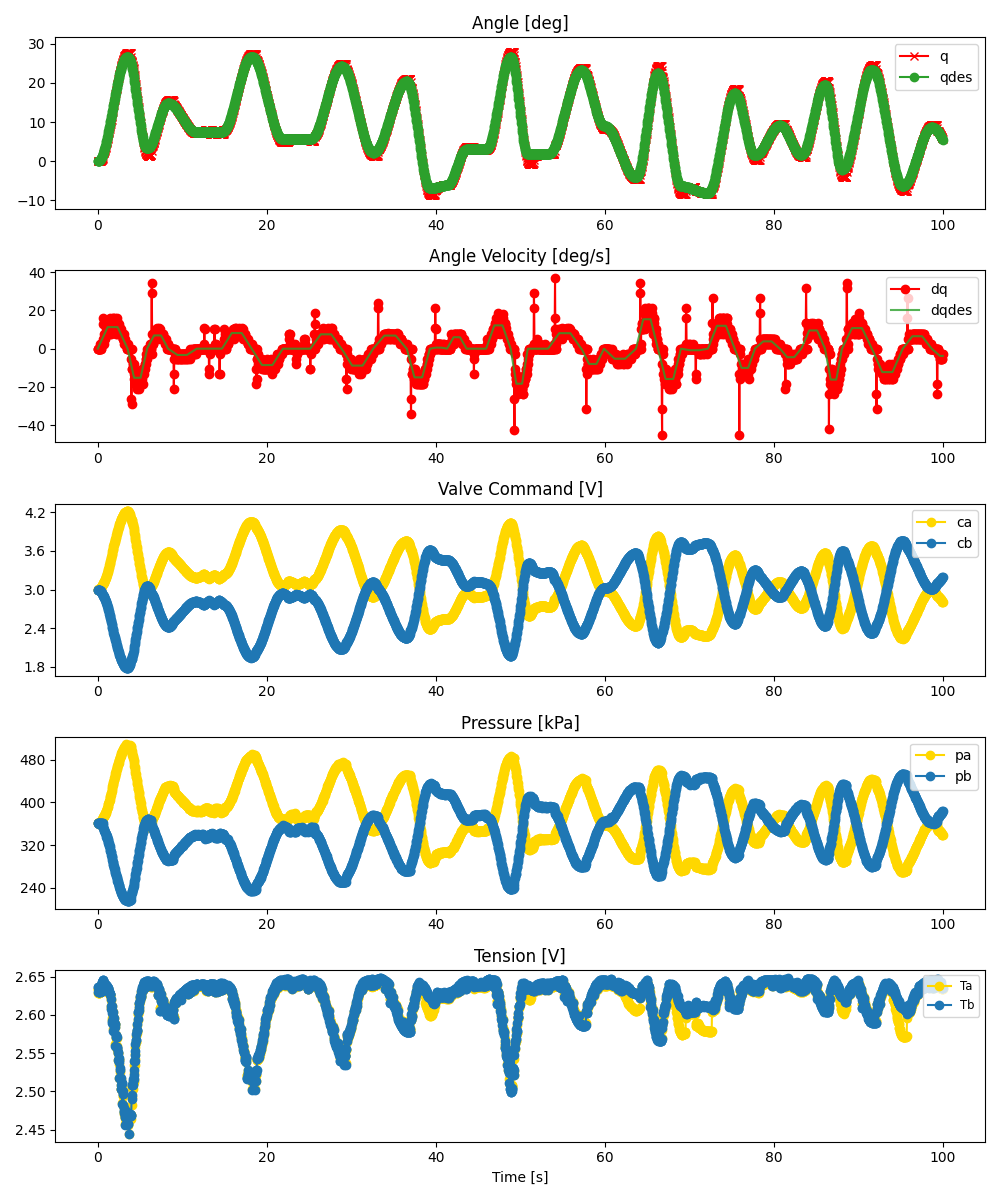 Angle [deg]
30
20
10
0
−10
q
qdes
0 20 40 60 80 100
Angle Velocity [deg/s]
40
20
0
−20
−40
dq
dqdes
0 20 40 60 80 100
Valve Command [V]
4.2
3.6
3.0
2.4
1.8
ca
cb
0 20 40 60 80 100
Pressure [kPa]
480
400
320
240
pa
pb
0 20 40 60 80 100
Tension [V]
2.65
2.60
2.55
2.50
2.45
Ta
Tb
0 20 40 60 80 100
Time [s]